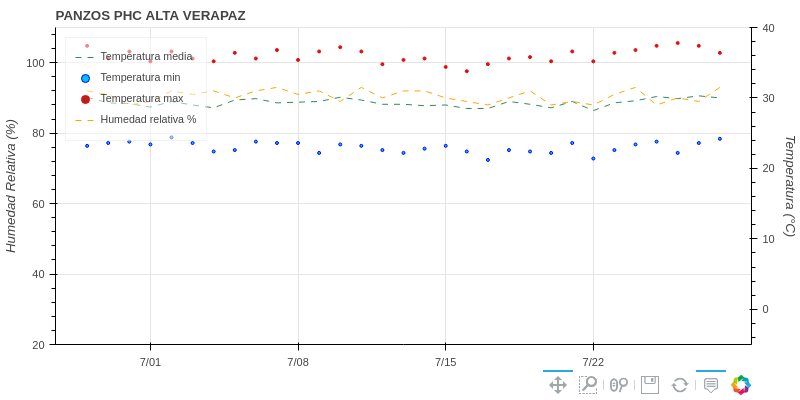 PANZOS PHC ALTA VERAPAZ
Temperatura media
Temperatura min
Temperatura max
Humedad relativa %
Humedad Relativa (%)
100
80
60
40
20
7/01
7/08
7/15
7/22
40
30
20
10
0
Temperatura (°C)